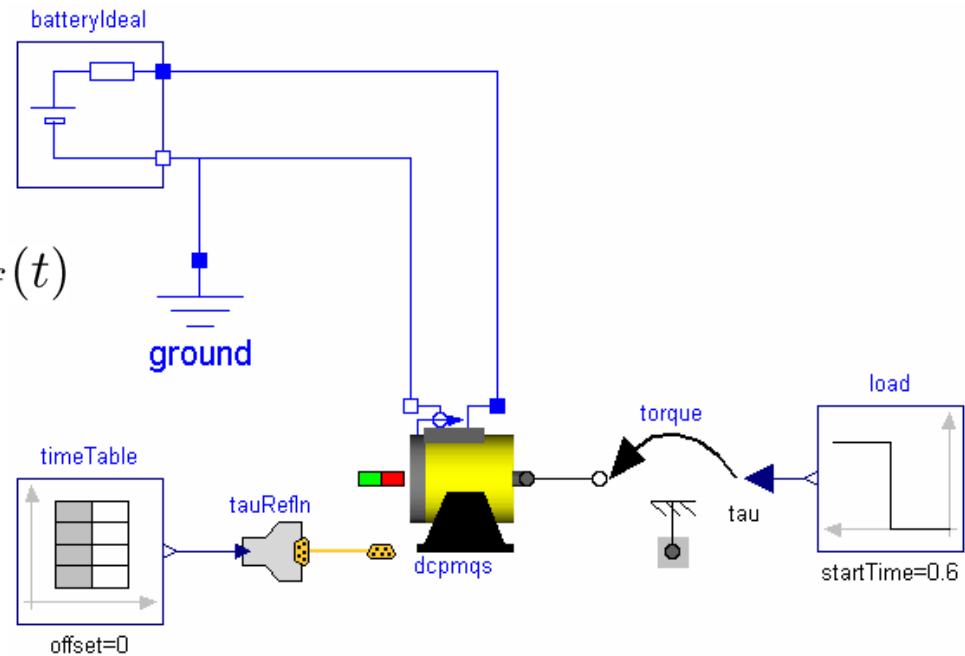 batteryIdeal
(t)
ground
load
torque
timeTable
tauRefIn
tau
dcpmqs
startTime=0.6
offset=0